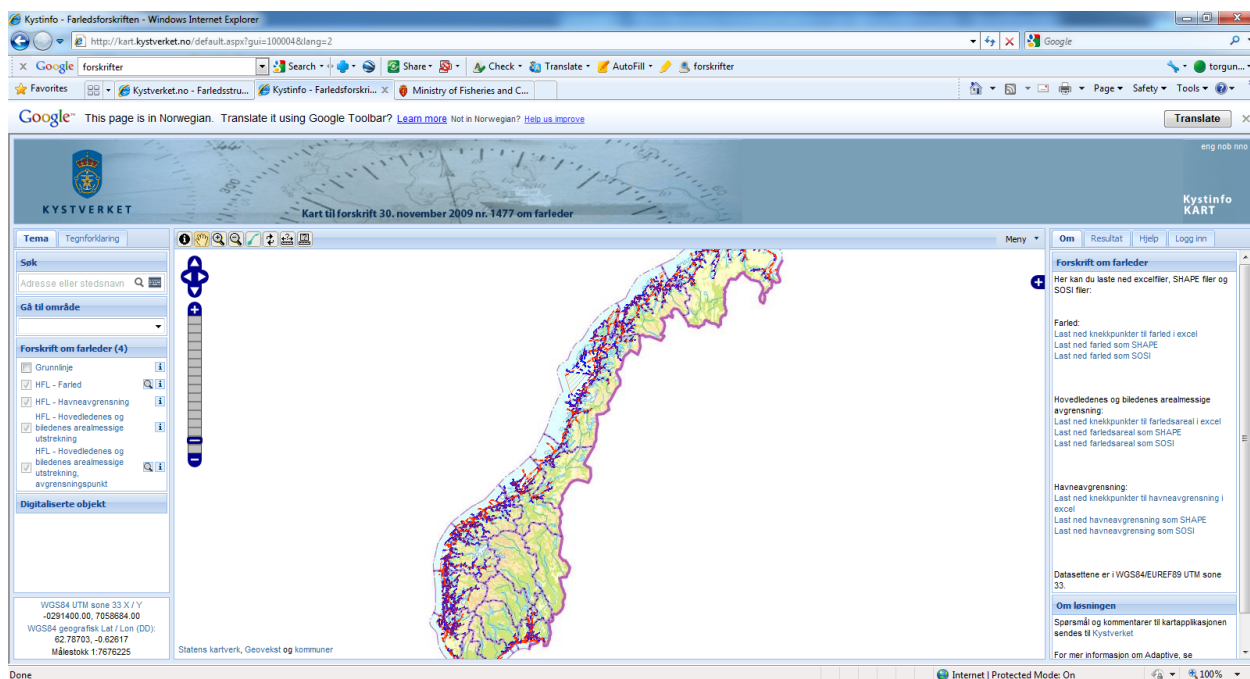 Kystinfo - Farledsforskriften - Windows Internet Explorer
http://kart.kystverket.no/default.aspx?gui=100004&lang=2
Google
x Google forskrifter Search Share Check Translate AutoFill forskrifter torgun...
Favorites Kystverket.no - Farledsstru... Kystinfo - Farledsforskri... X Ministry of Fisheries and C... Page Safety Tools
Google™ This page is in Norwegian. Translate it using Google Toolbar? Learn more Not in Norwegian? Help us improve Translate
eng nob nno
KYSTVERKET
Kart til forskrift 30. november 2009 nr. 1477 om farleder
Kystinfo
KART
Tema Tegnforklaring
Søk
Adresse eller stedsnavn
Gå til område
Forskrift om farleder (4)
Grunnlinje
HFL - Farled
HFL - Havneavgrensning
HFL - Hovedledenes og
biledenes arealmessige
utstrekning
HFL - Hovedledenes og
biledenes arealmessige
utstrekning,
avgrensningspunkt
Digitaliserte objekt
WGS84 UTM sone 33 X / Y
-0291400.00, 7058684.00
WGS84 geografisk Lat / Lon (DD):
62.78703, -0.62617
Målestokk 1:7676225
Meny
Statens kartverk, Geovekst og kommuner
Om Resultat Hjelp Logg inn
Forskrift om farleder
Her kan du laste ned excelfiler, SHAPE filer og
SOSI filer:
Farled:
Last ned knekkpunkter til farled i excel
Last ned farled som SHAPE
Last ned farled som SOSI
Hovedledenes og biledenes arealmessige
avgrensning:
Last ned knekkpunkter til farledsareal i excel
Last ned farledsareal som SHAPE
Last ned farledsareal som SOSI
Havneavgrensning:
Last ned knekkpunkter til havneavgrensning i
excel
Last ned havneavgrensning som SHAPE
Last ned havneavgrensing som SOSI
Datasettene er i WGS84/EUREF89 UTM sone
33.
Om løsningen
Spørsmål og kommentarer til kartapplikasjonen
sendes til Kystverket
For mer informasjon om Adaptive, se
Done
Internet | Protected Mode: On
100%